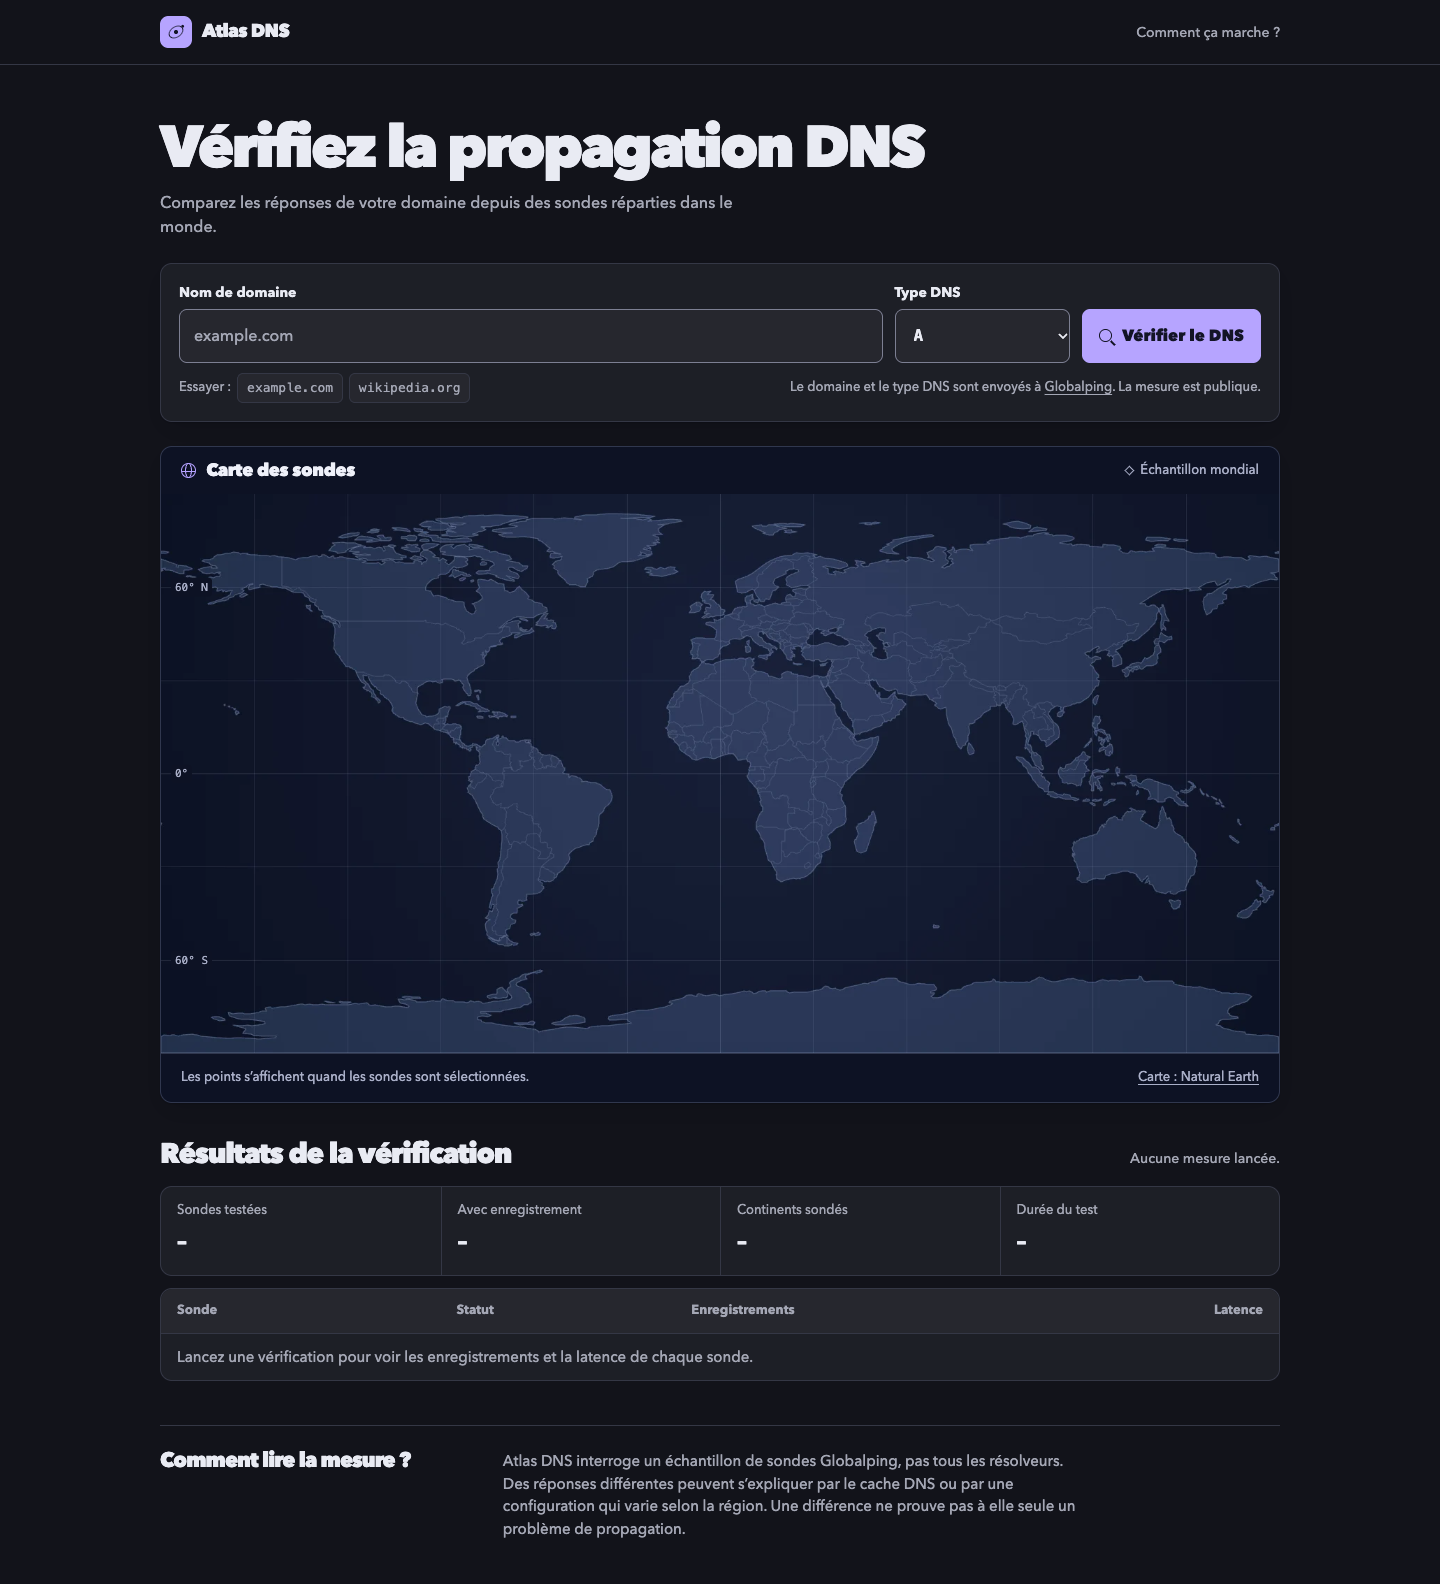 Atlas DNS
Comment ça marche ?
Vérifiez la propagation DNS
Comparez les réponses de votre domaine depuis des sondes réparties dans le
monde.
Nom de domaine
Type DNS
example.com
A
Vérifier le DNS
Essayer :
example.com
wikipedia.org
Le domaine et le type DNS sont envoyés à Globalping. La mesure est publique.
Carte des sondes
Échantillon mondial
60° N
0°
60° S
Les points s’affichent quand les sondes sont sélectionnées.
Carte : Natural Earth
Résultats de la vérification
Aucune mesure lancée.
Sondes testées
Avec enregistrement
Continents sondés
Durée du test
–
–
–
–
Sonde
Statut
Enregistrements
Latence
Lancez une vérification pour voir les enregistrements et la latence de chaque sonde.
Comment lire la mesure ?
Atlas DNS interroge un échantillon de sondes Globalping, pas tous les résolveurs.
Des réponses différentes peuvent s’expliquer par le cache DNS ou par une
configuration qui varie selon la région. Une différence ne prouve pas à elle seule un
problème de propagation.